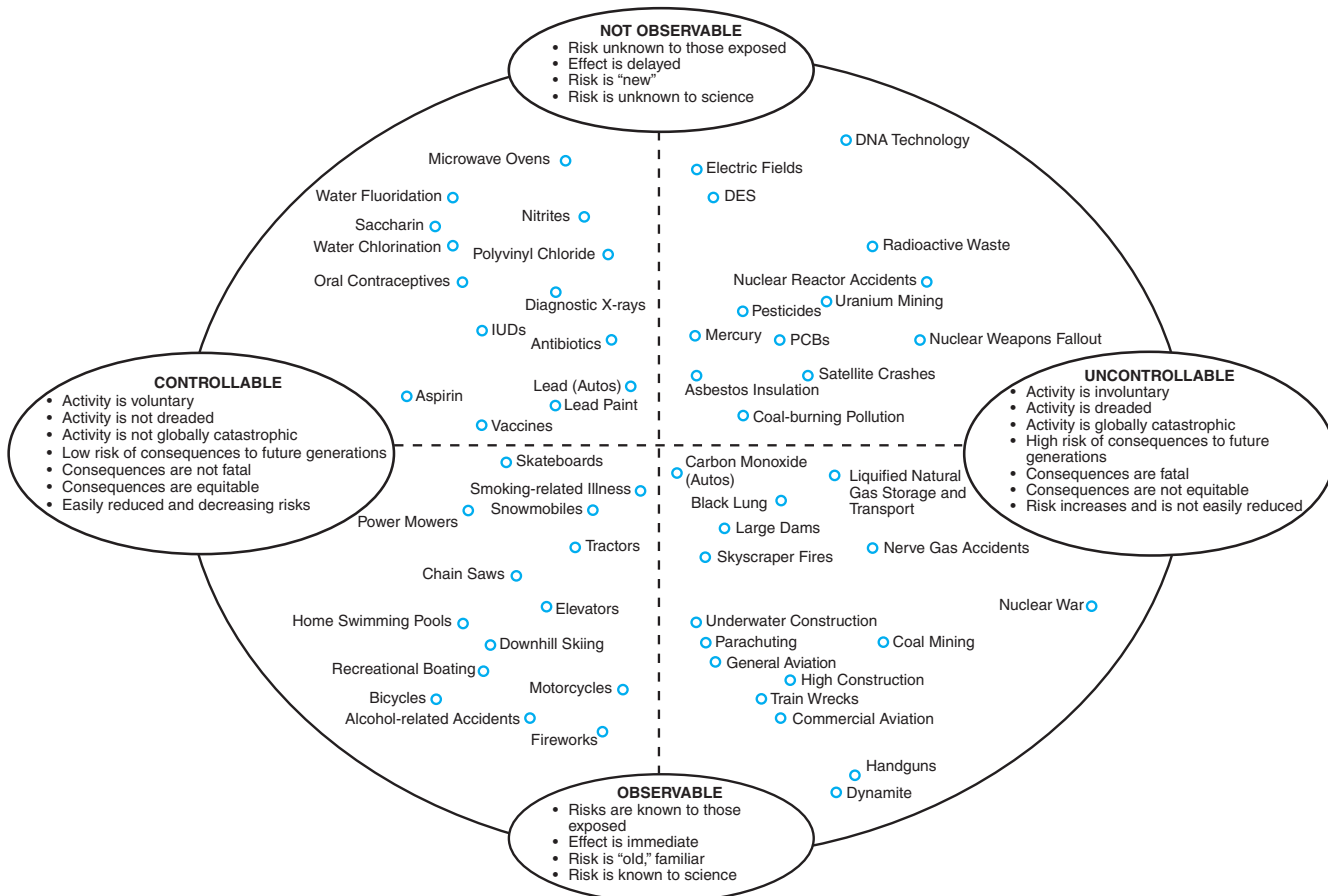 NOT OBSERVABLE
• Risk unknown to those exposed
• Effect is delayed
• Risk is “new”
• Risk is unknown to science
DNA Technology
Microwave Ovens
Electric Fields
Water Fluoridation
DES
Nitrites
Saccharin
Water Chlorination
Polyvinyl Chloride
Radioactive Waste
Oral Contraceptives
Nuclear Reactor Accidents
Diagnostic X-rays
Uranium Mining
Pesticides
IUDs
Antibiotics
Mercury
PCBs
Nuclear Weapons Fallout
Lead (Autos)
Asbestos Insulation
Satellite Crashes
Aspirin
Lead Paint
Coal-burning Pollution
Vaccines
CONTROLLABLE
• Activity is voluntary
• Activity is not dreaded
• Activity is not globally catastrophic
• Low risk of consequences to future generations
• Consequences are not fatal
• Consequences are equitable
• Easily reduced and decreasing risks
UNCONTROLLABLE
• Activity is involuntary
• Activity is dreaded
• Activity is globally catastrophic
• High risk of consequences to future
generations
• Consequences are fatal
• Consequences are not equitable
• Risk increases and is not easily reduced
Skateboards
Carbon Monoxide
(Autos)
Liquified Natural
Gas Storage and
Transport
Smoking-related Illness
Black Lung
Snowmobiles
Power Mowers
Large Dams
Tractors
Skyscraper Fires
Nerve Gas Accidents
Chain Saws
Elevators
Nuclear War
Home Swimming Pools
Underwater Construction
Downhill Skiing
Parachuting
Coal Mining
Recreational Boating
General Aviation
Motorcycles
High Construction
Bicycles
Train Wrecks
Alcohol-related Accidents
Commercial Aviation
Fireworks
Handguns
Dynamite
OBSERVABLE
• Risks are known to those
exposed
• Effect is immediate
• Risk is “old,” familiar
• Risk is known to science